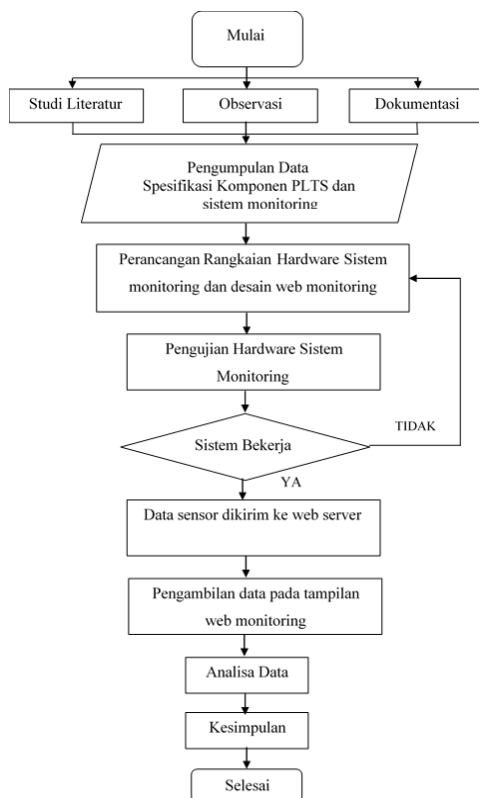 Mulai
Studi Literatur
Observasi
Dokumentasi
Pengumpulan Data
Spesifikasi Komponen PLTS dan
sistem monitoring
Perancangan Rangkaian Hardware Sistem
monitoring dan desain web monitoring
Pengujian Hardware Sistem
Monitoring
Sistem Bekerja
TIDAK
YA
Data sensor dikirim ke web server
Pengambilan data pada tampilan
web monitoring
Analisa Data
Kesimpulan
Selesai